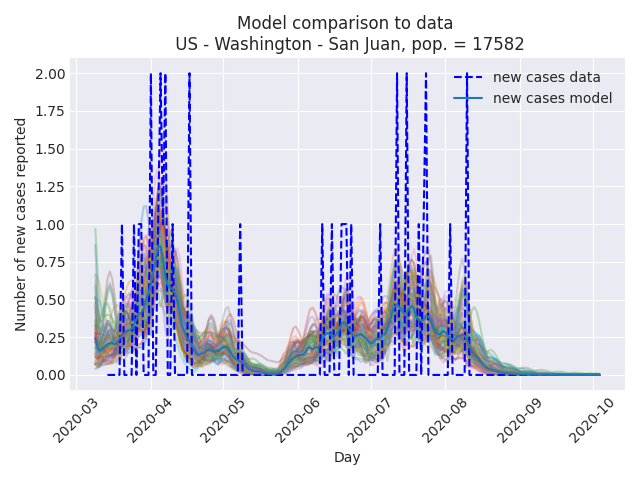 Model comparison to data
US - Washington - San Juan, pop. = 17582
new cases data
new cases model
Number of new cases reported
2.00
1.75
1.50
1.25
1.00
0.75
0.50
0.25
0.00
2020-03
2020-04
2020-05
2020-06
2020-07
2020-08
2020-09
2020-10
Day